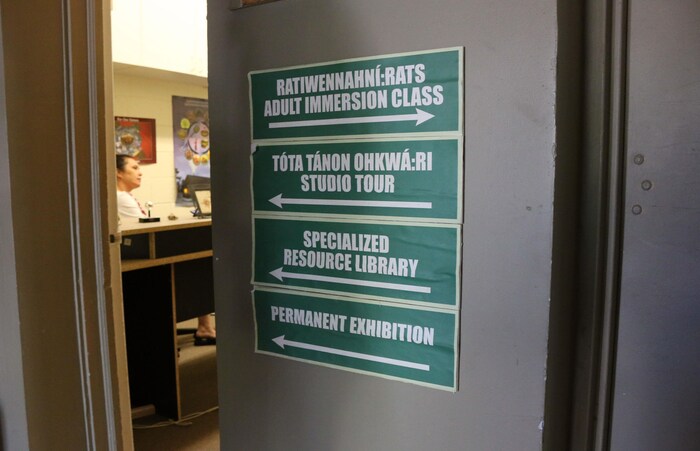 RATIWENNAHNÍ:RATS
ADULT IMMERSION CLASS
TÓTA TÁNON OHKWÁ:RI
STUDIO TOUR
SPECIALIZED
RESOURCE LIBRARY
PERMANENT EXHIBITION